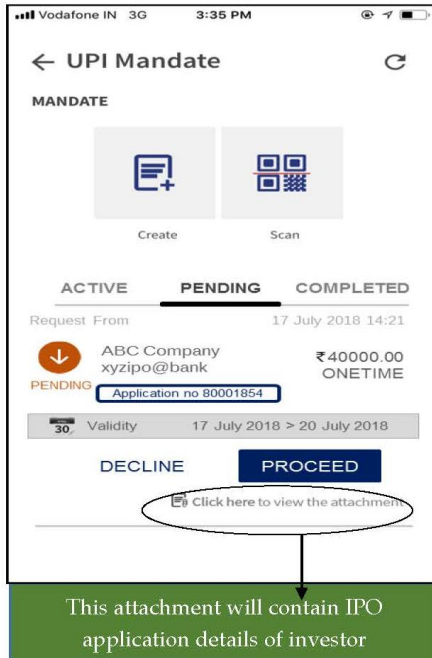 Vodafone IN 3G 3:35 PM
← UPI Mandate
MANDATE
Create Scan
ACTIVE PENDING COMPLETED
Request From 17 July 2018 14:21
ABC Company ₹40000.00
xyzipo@bank ONETIME
PENDING
Application no 80001854
30 Validity 17 July 2018 > 20 July 2018
DECLINE PROCEED
Click here to view the attachment
This attachment will contain IPO
application details of investor